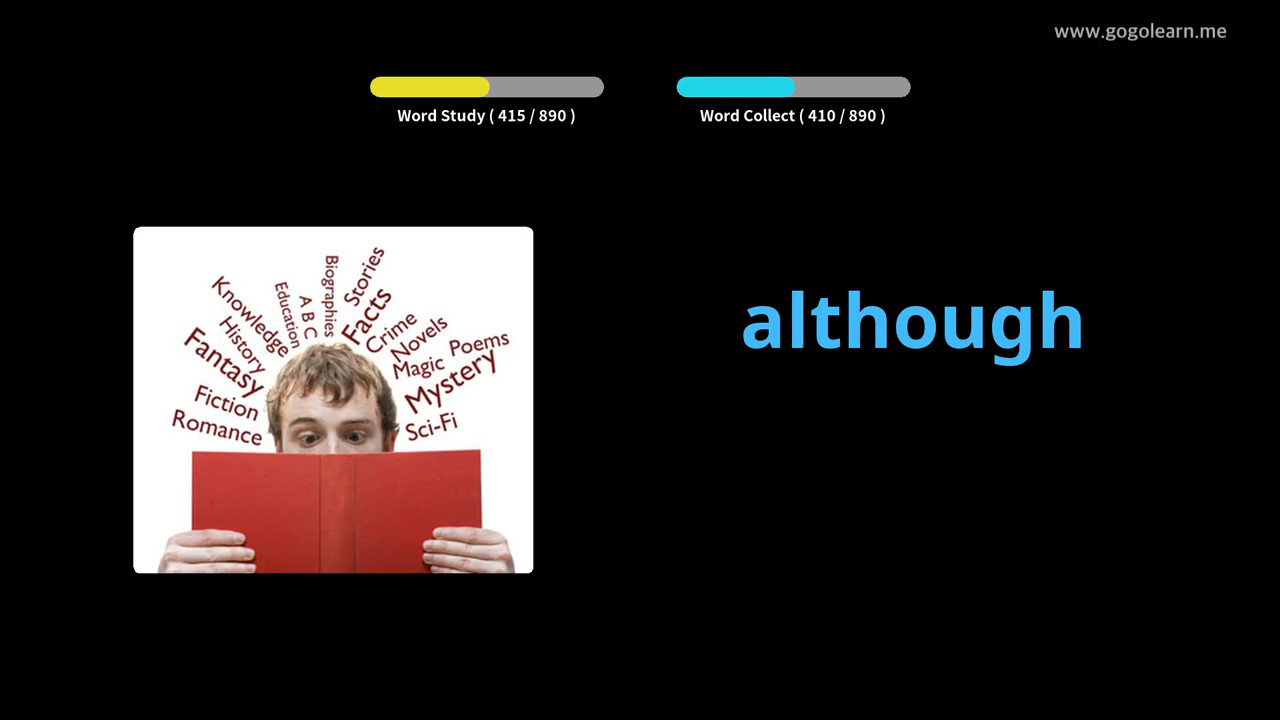 www.gogolearn.me
Word Study ( 415 / 890 )
Word Collect ( 410 / 890 )
although
Stories
Biographies
Facts
A B C
Education
Knowledge
Crime
History
Novels
Poems
Fantasy
Magic
Mystery
Fiction
Sci-Fi
Romance